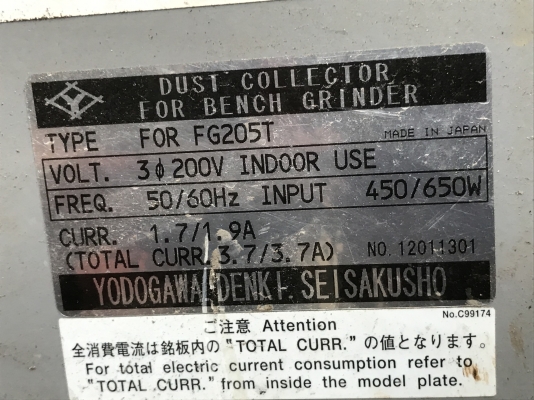 DUST COLLECTOR
FOR BENCH GRINDER
TYPE FOR FG205T MADE IN JAPAN
VOLT. 3ϕ200V INDOOR USE
FREQ. 50/60Hz INPUT 450/650W
CURR. 1.7/1.9A
(TOTAL CURR.3.7/3.7A) NO.12011301
YODOGAWA DENKI SEISAKUSHO
No.C99174
ご注意 Attention
全消費電流は銘板内の "TOTAL CURR." の値となります。
For total electric current consumption refer to
"TOTAL CURR." from inside the model plate.